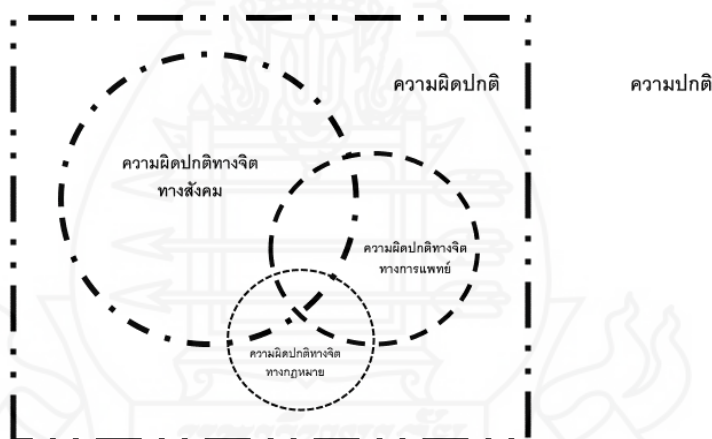 ความผิดปกติ
ความปกติ
ความผิดปกติทางจิต
ทางสังคม
ความผิดปกติทางจิต
ทางการแพทย์
ความผิดปกติทางจิต
ทางกฎหมาย